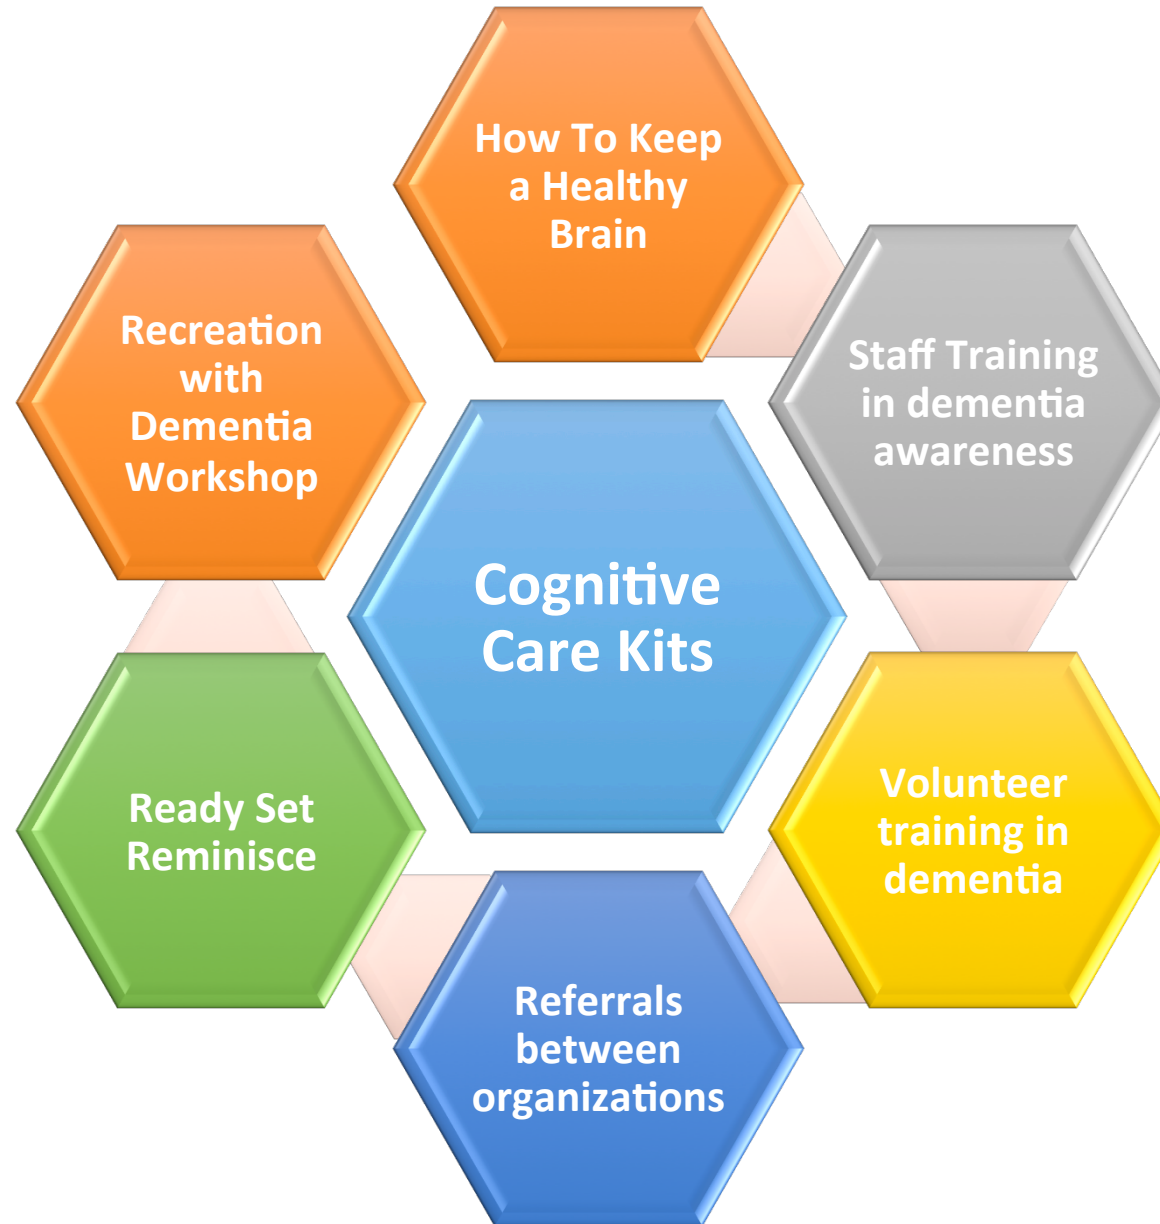 How To Keep
a Healthy
Brain
Staff Training
in dementia
awareness
Volunteer
training in
dementia
Referrals
between
organizations
Ready Set
Reminisce
Recreation
with
Dementia
Workshop
Cognitive
Care Kits